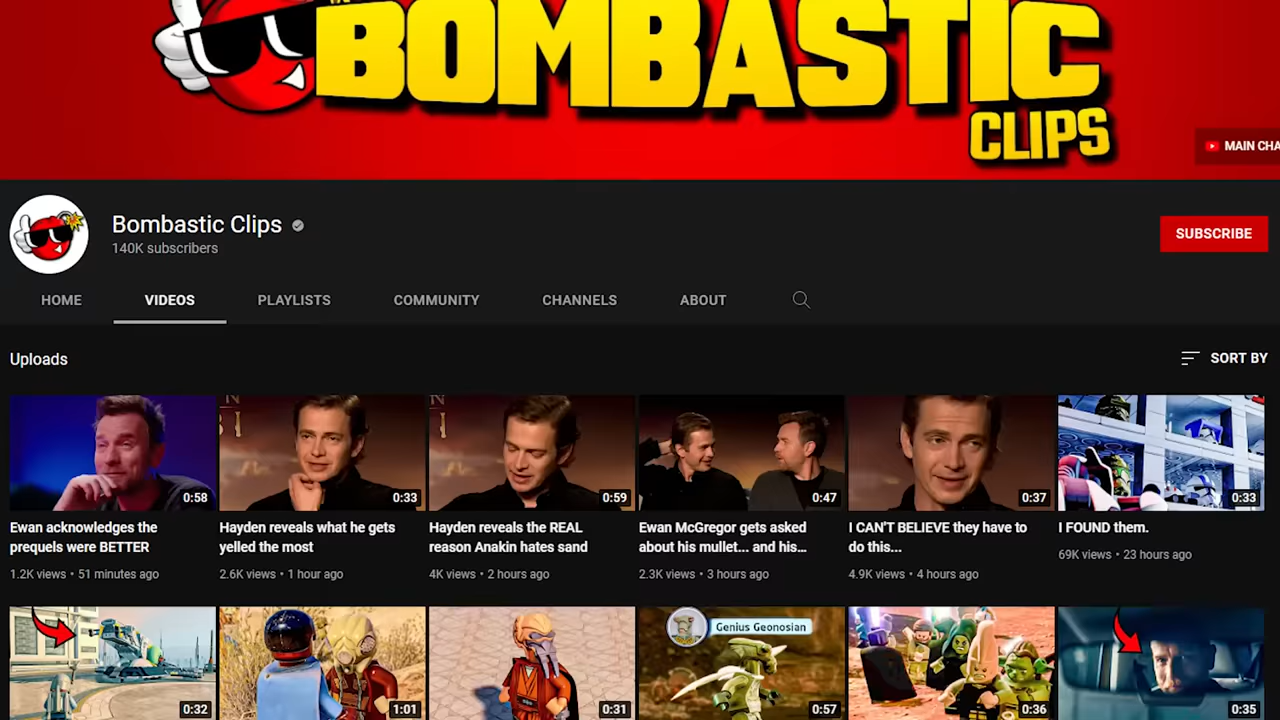 IN
BOMBASTIC
CLIPS
MAIN CHA
Bombastic Clips
140K subscribers
SUBSCRIBE
HOME
VIDEOS
PLAYLISTS
COMMUNITY
CHANNELS
ABOUT
Uploads
SORT BY
0:58
0:33
0:59
0:47
0:37
0:33
Ewan acknowledges the
prequels were BETTER
1.2K views • 51 minutes ago
Hayden reveals what he gets
yelled the most
2.6K views • 1 hour ago
Hayden reveals the REAL
reason Anakin hates sand
4K views • 2 hours ago
Ewan McGregor gets asked
about his mullet... and his...
2.3K views • 3 hours ago
I CAN'T BELIEVE they have to
do this...
4.9K views • 4 hours ago
I FOUND them.
69K views • 23 hours ago
0:32
1:01
0:31
Genius Geonosian
0:57
0:36
0:35